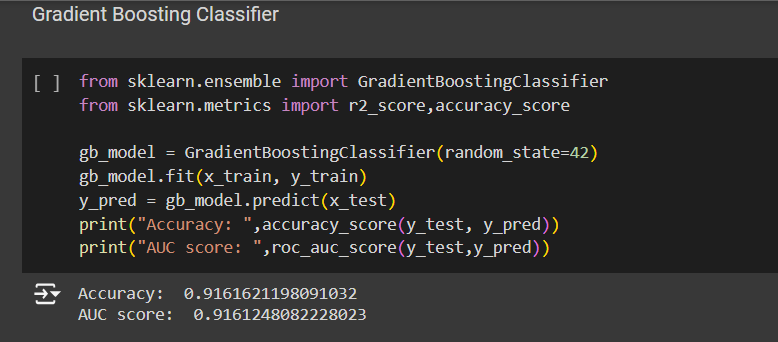 Gradient Boosting Classifier
[ ] from sklearn.ensemble import GradientBoostingClassifier
from sklearn.metrics import r2_score,accuracy_score
gb_model = GradientBoostingClassifier(random_state=42)
gb_model.fit(x_train, y_train)
y_pred = gb_model.predict(x_test)
print("Accuracy: ",accuracy_score(y_test, y_pred))
print("AUC score: ",roc_auc_score(y_test,y_pred))
Accuracy:  0.9161621198091032
AUC score:  0.9161248082228023